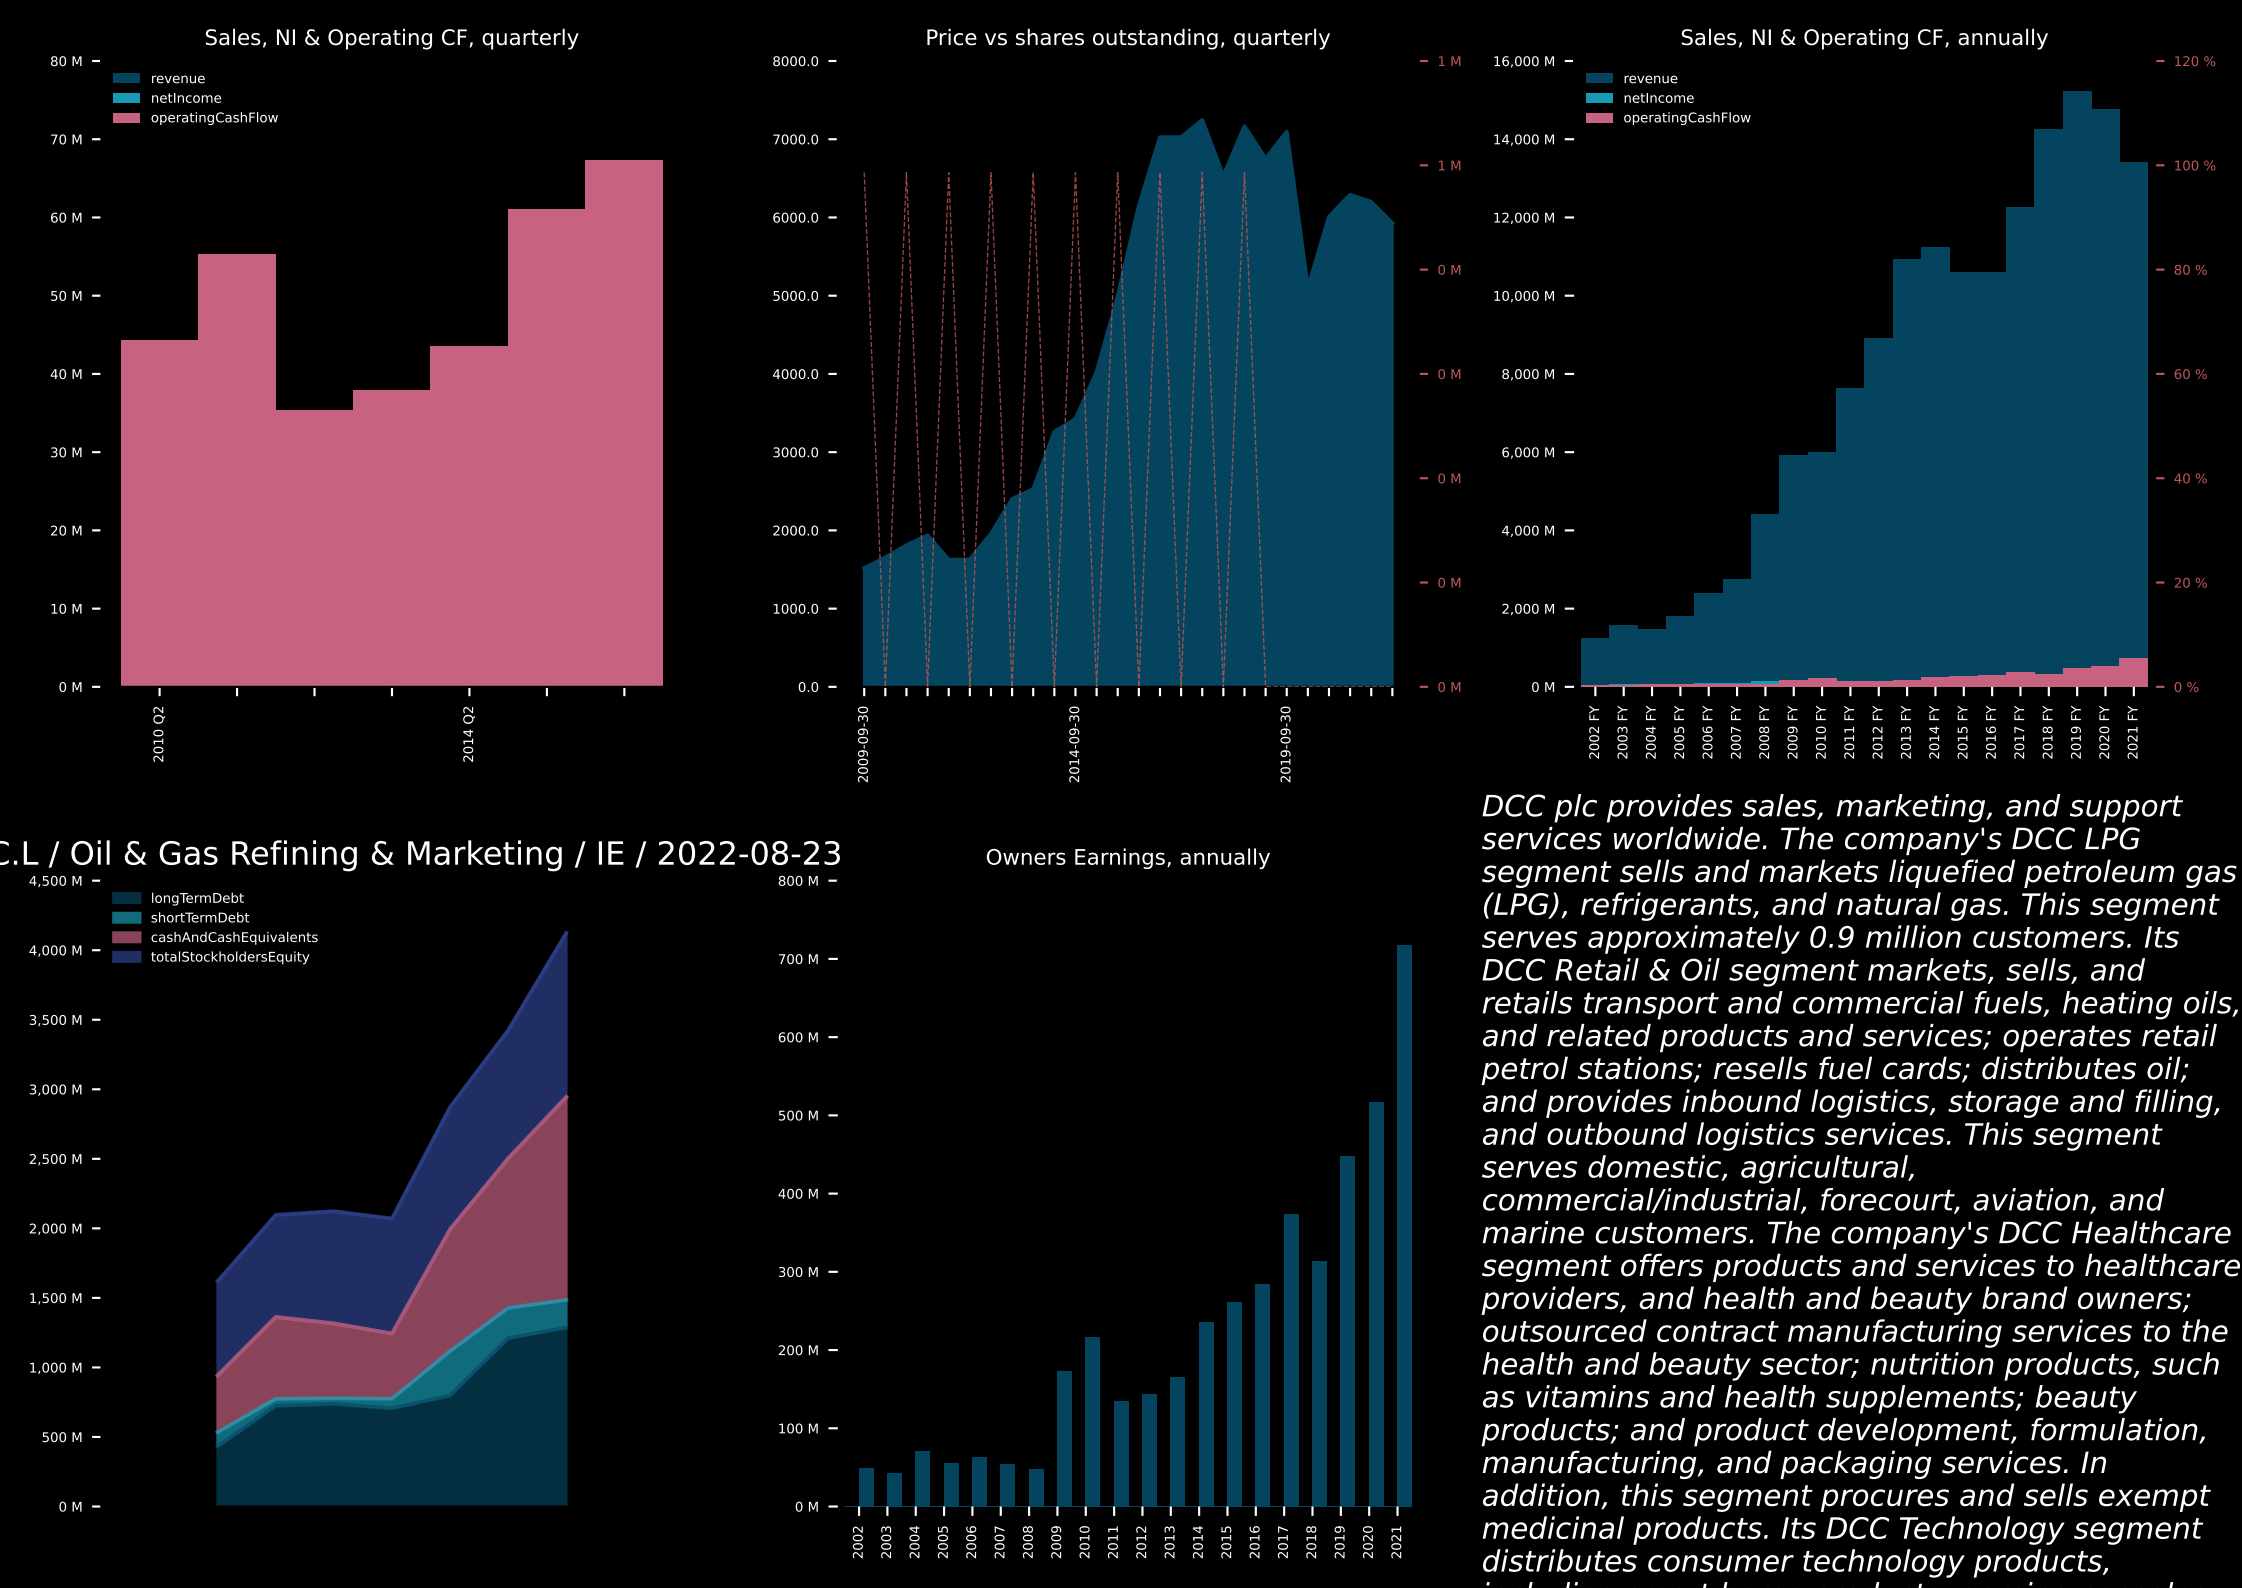 Sales, NI & Operating CF, quarterly
80 M
70 M
60 M
50 M
40 M
30 M
20 M
10 M
0 M
revenue
netIncome
operatingCashFlow
2010 Q2
2014 Q2
Price vs shares outstanding, quarterly
8000.0
7000.0
6000.0
5000.0
4000.0
3000.0
2000.0
1000.0
0.0
1 M
1 M
0 M
0 M
0 M
0 M
0 M
2009-09-30
2014-09-30
2019-09-30
Sales, NI & Operating CF, annually
16,000 M
14,000 M
12,000 M
10,000 M
8,000 M
6,000 M
4,000 M
2,000 M
0 M
revenue
netIncome
operatingCashFlow
120 %
100 %
80 %
60 %
40 %
20 %
0 %
2002 FY
2003 FY
2004 FY
2005 FY
2006 FY
2007 FY
2008 FY
2009 FY
2010 FY
2011 FY
2012 FY
2013 FY
2014 FY
2015 FY
2016 FY
2017 FY
2018 FY
2019 FY
2020 FY
2021 FY
C.L / Oil & Gas Refining & Marketing / IE / 2022-08-23
4,500 M
4,000 M
3,500 M
3,000 M
2,500 M
2,000 M
1,500 M
1,000 M
500 M
0 M
longTermDebt
shortTermDebt
cashAndCashEquivalents
totalStockholdersEquity
Owners Earnings, annually
800 M
700 M
600 M
500 M
400 M
300 M
200 M
100 M
0 M
2002
2003
2004
2005
2006
2007
2008
2009
2010
2011
2012
2013
2014
2015
2016
2017
2018
2019
2020
2021
DCC plc provides sales, marketing, and support
services worldwide. The company's DCC LPG
segment sells and markets liquefied petroleum gas
(LPG), refrigerants, and natural gas. This segment
serves approximately 0.9 million customers. Its
DCC Retail & Oil segment markets, sells, and
retails transport and commercial fuels, heating oils,
and related products and services; operates retail
petrol stations; resells fuel cards; distributes oil;
and provides inbound logistics, storage and filling,
and outbound logistics services. This segment
serves domestic, agricultural,
commercial/industrial, forecourt, aviation, and
marine customers. The company's DCC Healthcare
segment offers products and services to healthcare
providers, and health and beauty brand owners;
outsourced contract manufacturing services to the
health and beauty sector; nutrition products, such
as vitamins and health supplements; beauty
products; and product development, formulation,
manufacturing, and packaging services. In
addition, this segment procures and sells exempt
medicinal products. Its DCC Technology segment
distributes consumer technology products,